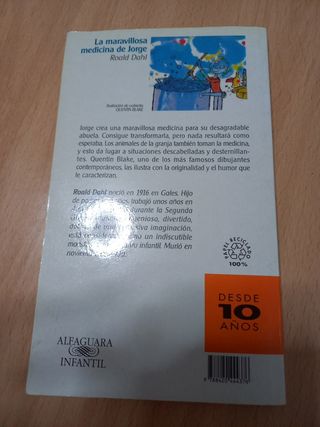 La maravillosa
medicina de Jorge
Roald Dahl
Ilustración de cubierta:
QUENTIN BLAKE
Jorge crea una maravillosa medicina para su desagradable
abuela. Consigue transformarla, pero nada resultará como
esperaba. Los animales de la granja también toman la medicina,
y esto da lugar a situaciones descabelladas y desternillan-
tes. Quentin Blake, uno de los más famosos dibujantes
contemporáneos, las ilustra con la originalidad y el humor que
le caracterizan.
Roald Dahl nació en 1916 en Gales. Hijo
de trabajó unos años en
durante la Segunda
divertido,
imaginación,
un indiscutible
infantil. Murió en
PAPEL RECICLADO
100%
DESDE
10
AÑOS
ALFAGUARA
INFANTIL